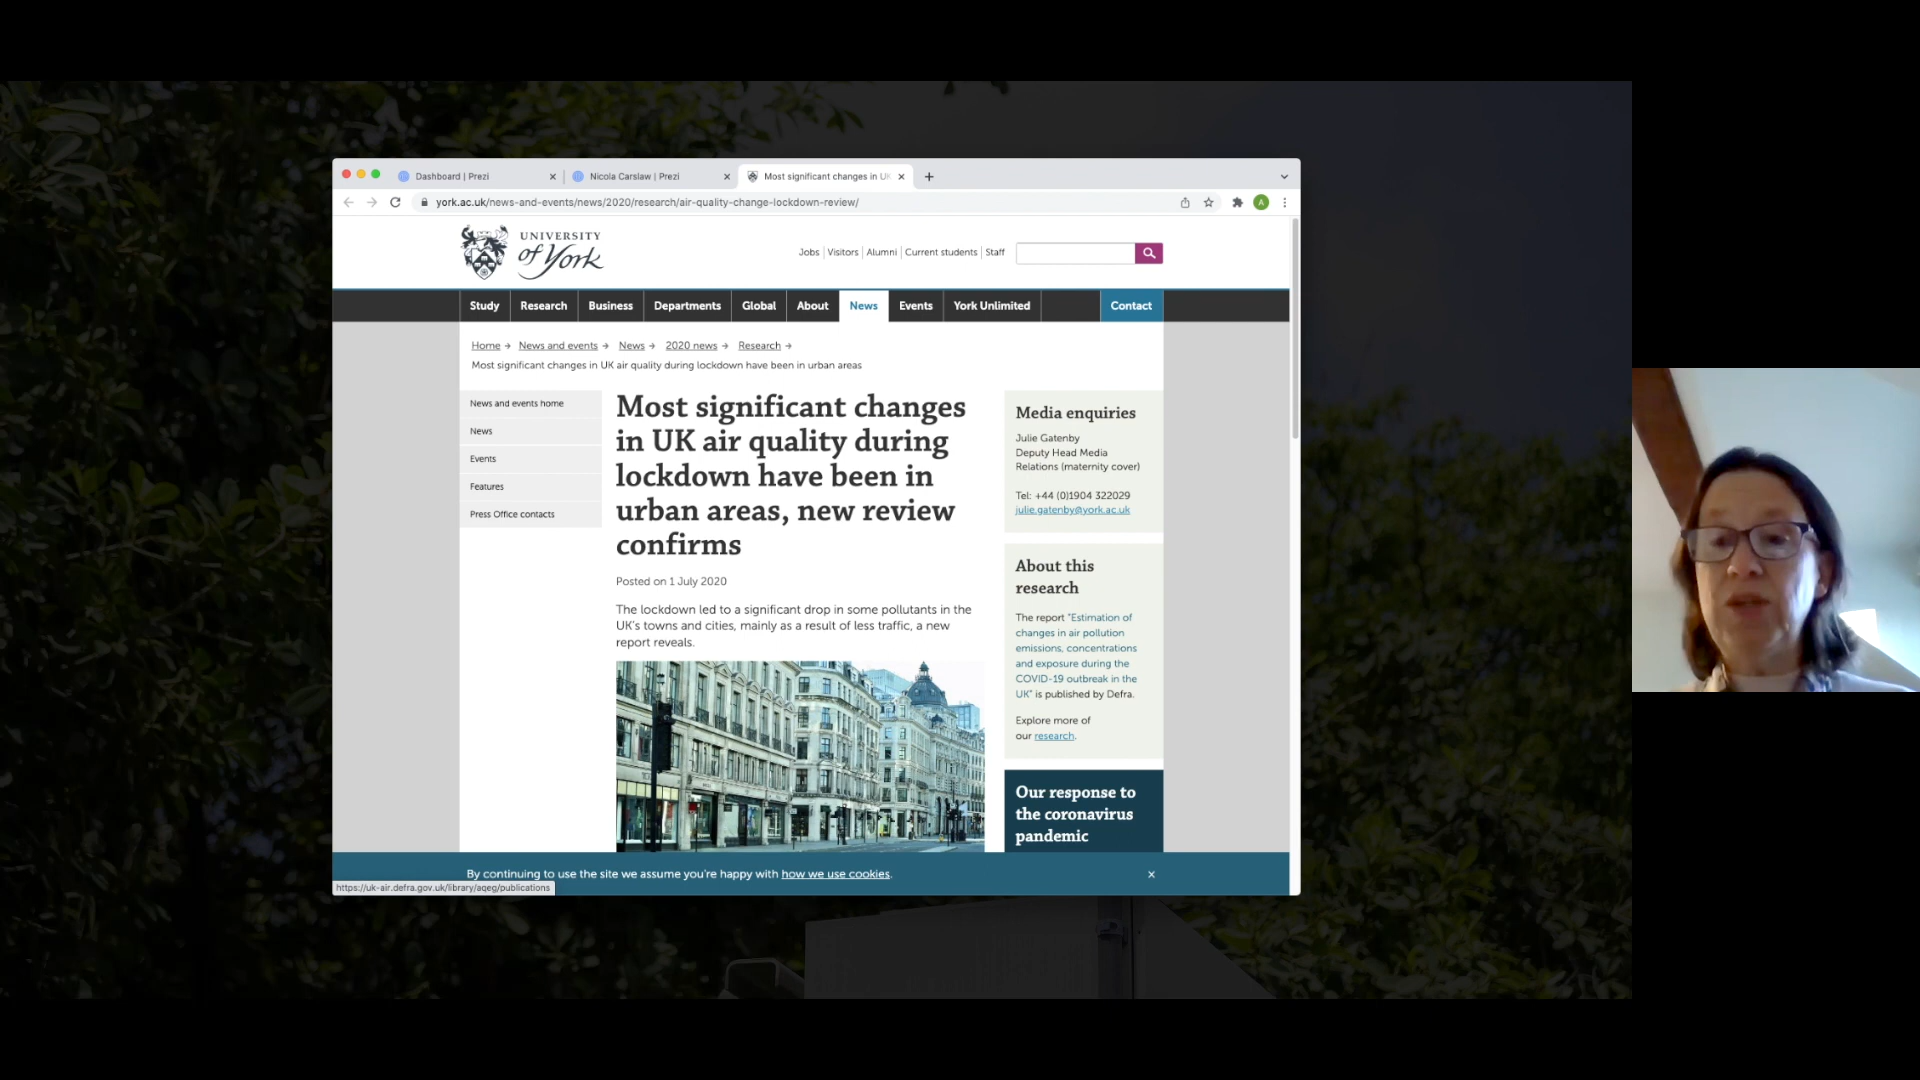 Dashboard | Prezi
Nicola Carslaw | Prezi
Most significant changes in UK
york.ac.uk/news-and-events/news/2020/research/air-quality-change-lockdown-review/
A
UNIVERSITY
of York
Jobs | Visitors | Alumni | Current students | Staff
Study Research Business Departments Global About News Events York Unlimited Contact
Home → News and events → News → 2020 news → Research →
Most significant changes in UK air quality during lockdown have been in urban areas
News and events home
News
Events
Features
Press Office contacts
Most significant changes
in UK air quality during
lockdown have been in
urban areas, new review
confirms
Posted on 1 July 2020
The lockdown led to a significant drop in some pollutants in the
UK's towns and cities, mainly as a result of less traffic, a new
report reveals.
Media enquiries
Julie Gatenby
Deputy Head Media
Relations (maternity cover)
Tel: +44 (0)1904 322029
julie.gatenby@york.ac.uk
About this
research
The report "Estimation of
changes in air pollution
emissions, concentrations
and exposure during the
COVID-19 outbreak in the
UK" is published by Defra.
Explore more of
our research.
Our response to
the coronavirus
pandemic
By continuing to use the site we assume you're happy with how we use cookies.
https://uk-air.defra.gov.uk/library/aqeg/publications